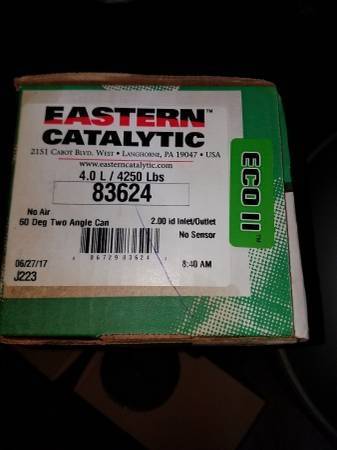 EASTERN™
CATALYTIC
2151 CABOT BLVD. WEST • LANGHORNE, PA 19047 • USA
www.easterncatalytic.com
4.0 L / 4250 Lbs
83624
No Air
60 Deg Two Angle Can
2.00 id Inlet/Outlet
No Sensor
06/27/17
8:40 AM
J223
ECO II™